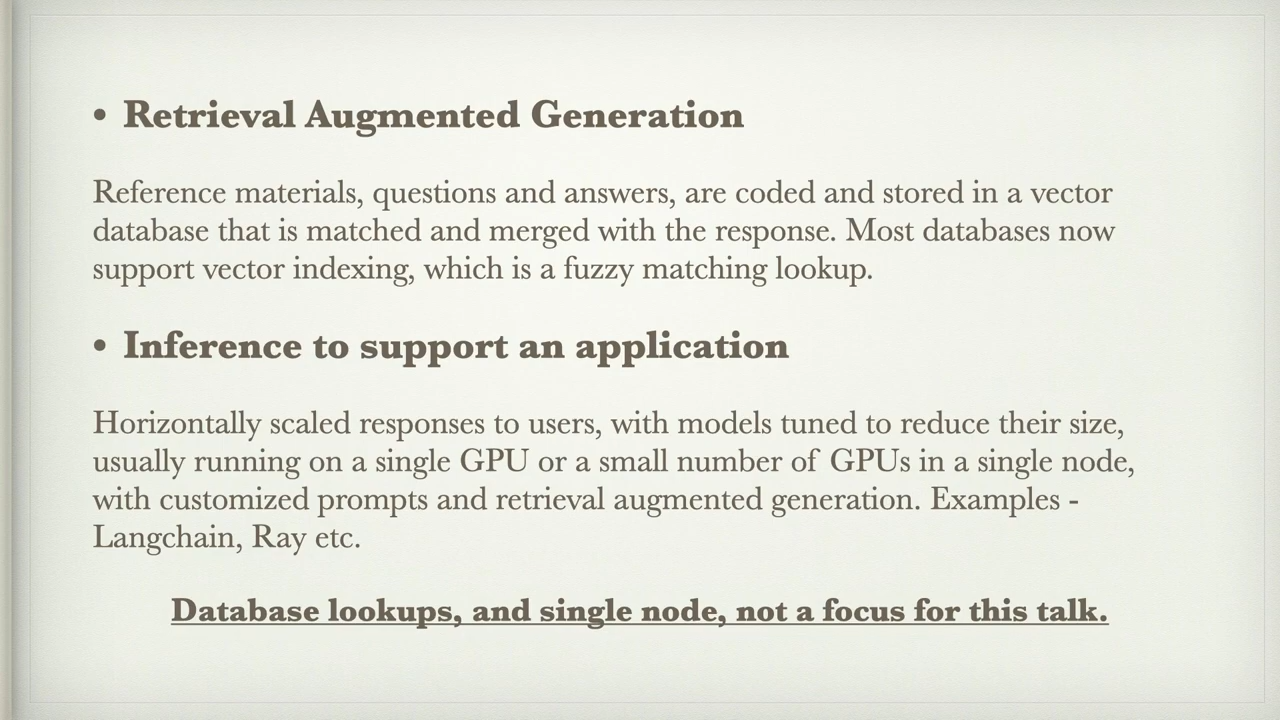 • Retrieval Augmented Generation
Reference materials, questions and answers, are coded and stored in a vector
database that is matched and merged with the response. Most databases now
support vector indexing, which is a fuzzy matching lookup.
• Inference to support an application
Horizontally scaled responses to users, with models tuned to reduce their size,
usually running on a single GPU or a small number of GPUs in a single node,
with customized prompts and retrieval augmented generation. Examples -
Langchain, Ray etc.
Database lookups, and single node, not a focus for this talk.